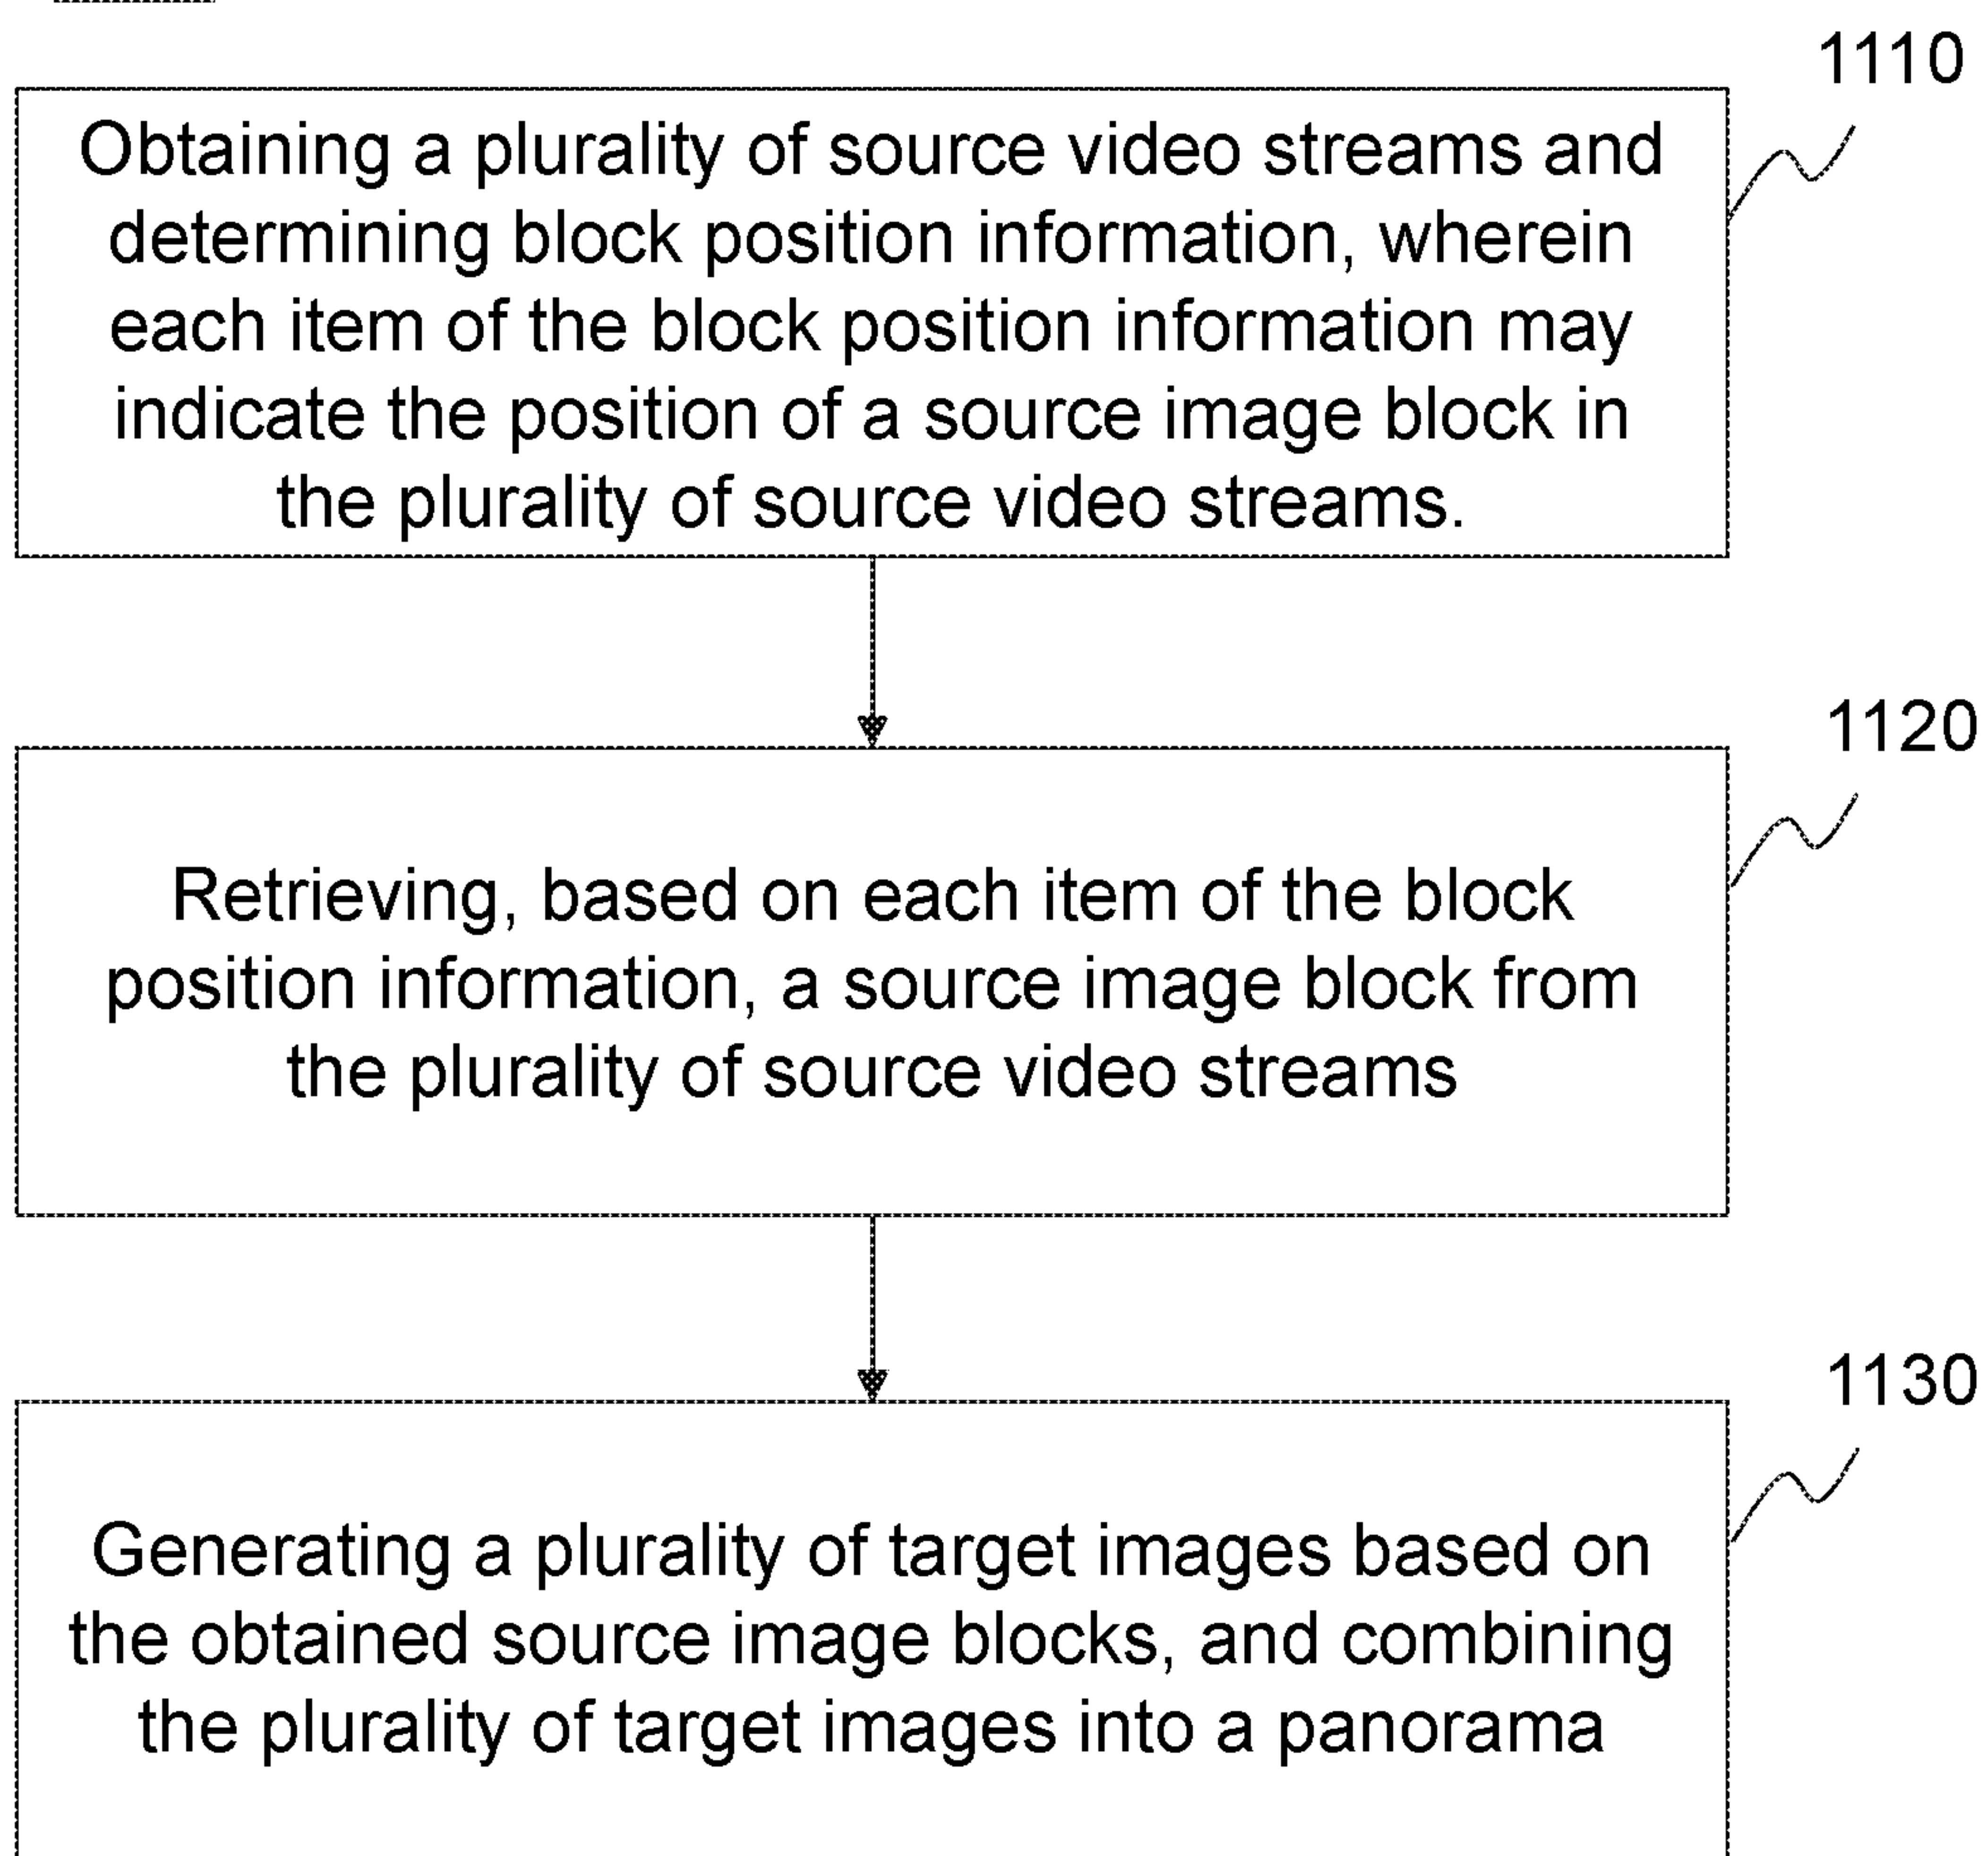 1110
Obtaining a plurality of source video streams and
determining block position information, wherein
each item of the block position information may
indicate the position of a source image block in
the plurality of source video streams.
1120
Retrieving, based on each item of the block
position information, a source image block from
the plurality of source video streams
1130
Generating a plurality of target images based on
the obtained source image blocks, and combining
the plurality of target images into a panorama